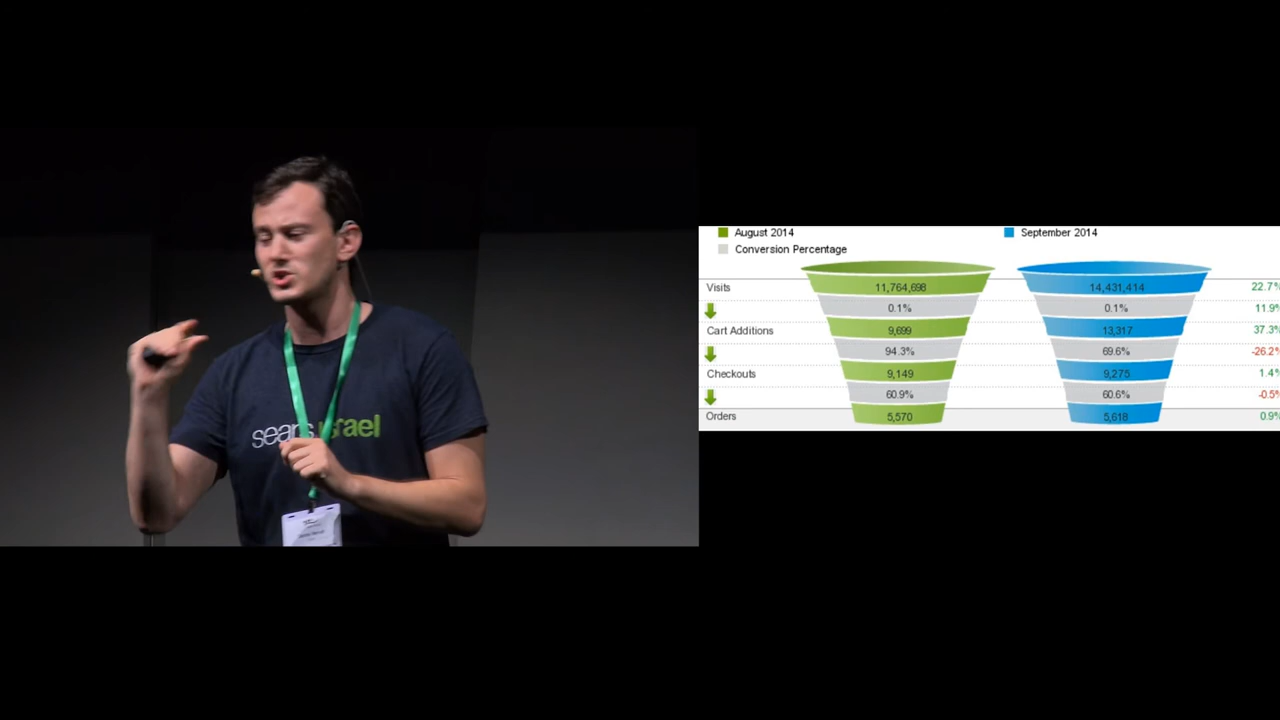 sears israel
August 2014
September 2014
Conversion Percentage
Visits 11,764,698 14,431,414 22.7%
0.1% 0.1% 11.9%
Cart Additions 9,699 13,317 37.3%
94.3% 69.6% -26.2%
Checkouts 9,149 9,275 1.4%
60.9% 60.6% -0.5%
Orders 5,570 5,618 0.9%